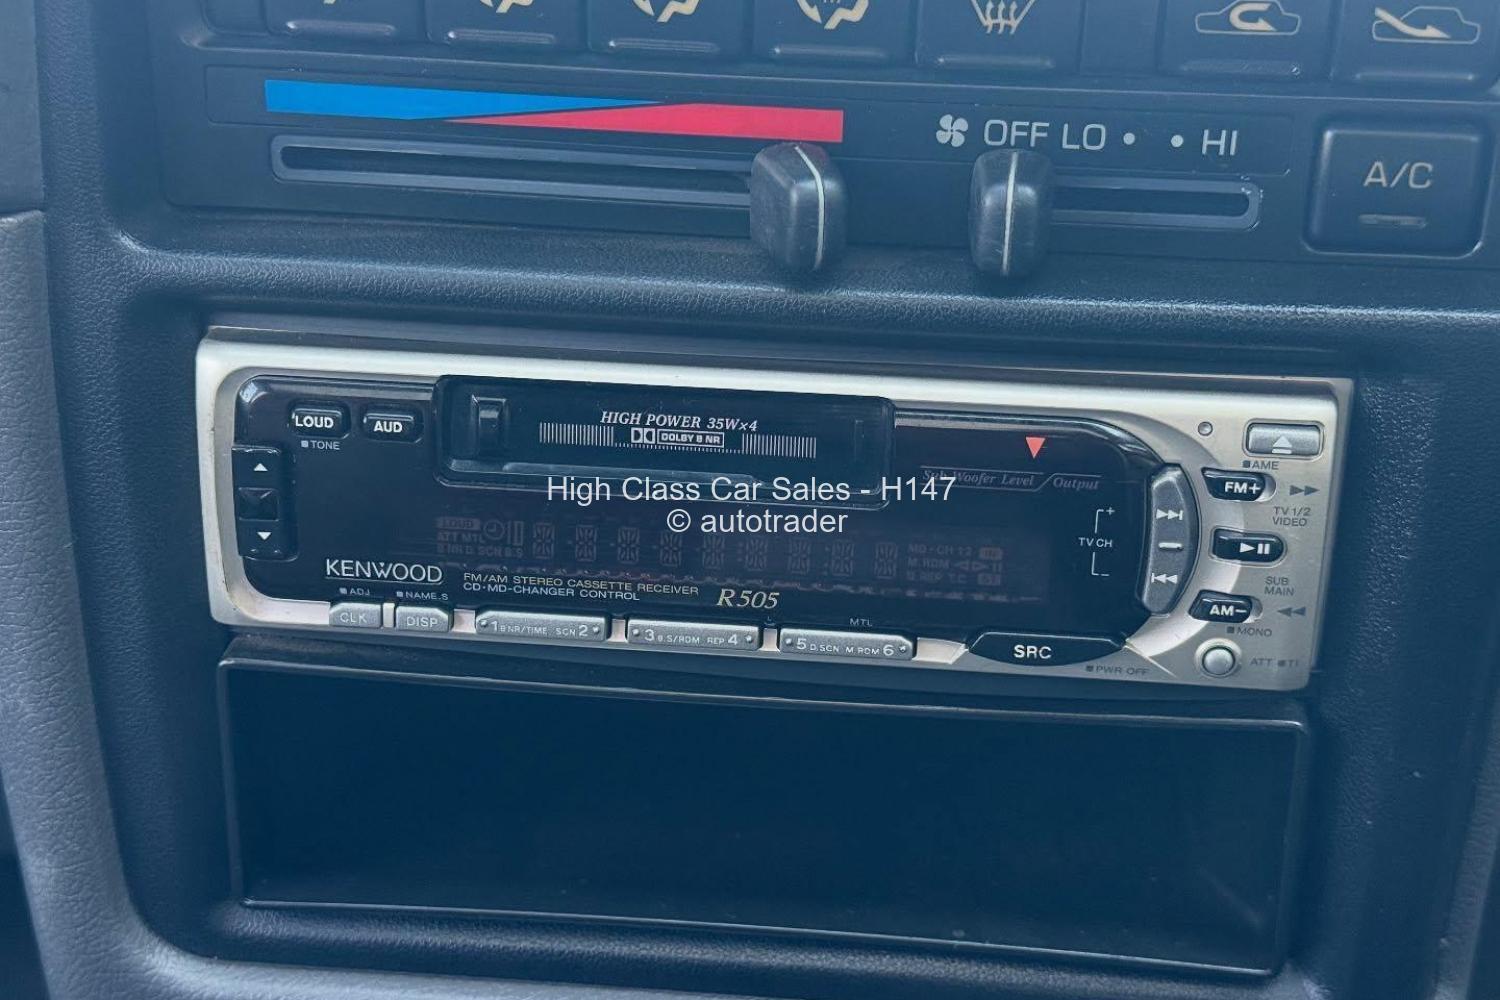 OFF LO • • HI
A/C
HIGH POWER 35W×4
LOUD
AUD
DOLBY B NR
TONE
Sub Woofer Level
Output
AME
FM+
TV 1/2
VIDEO
High Class Car Sales - H147
© autotrader
TV CH
LOUD
ATT MTL
KENWOOD
FM/AM STEREO CASSETTE RECEIVER
CD·MD-CHANGER CONTROL
R505
SUB
MAIN
AM−
MONO
ADJ
NAME.S
CLK
DISP
1 B NR/TIME SCN 2
3 B.S/RDM REP 4
MTL
5 D.SCN M.RDM 6
SRC
PWR OFF
ATT